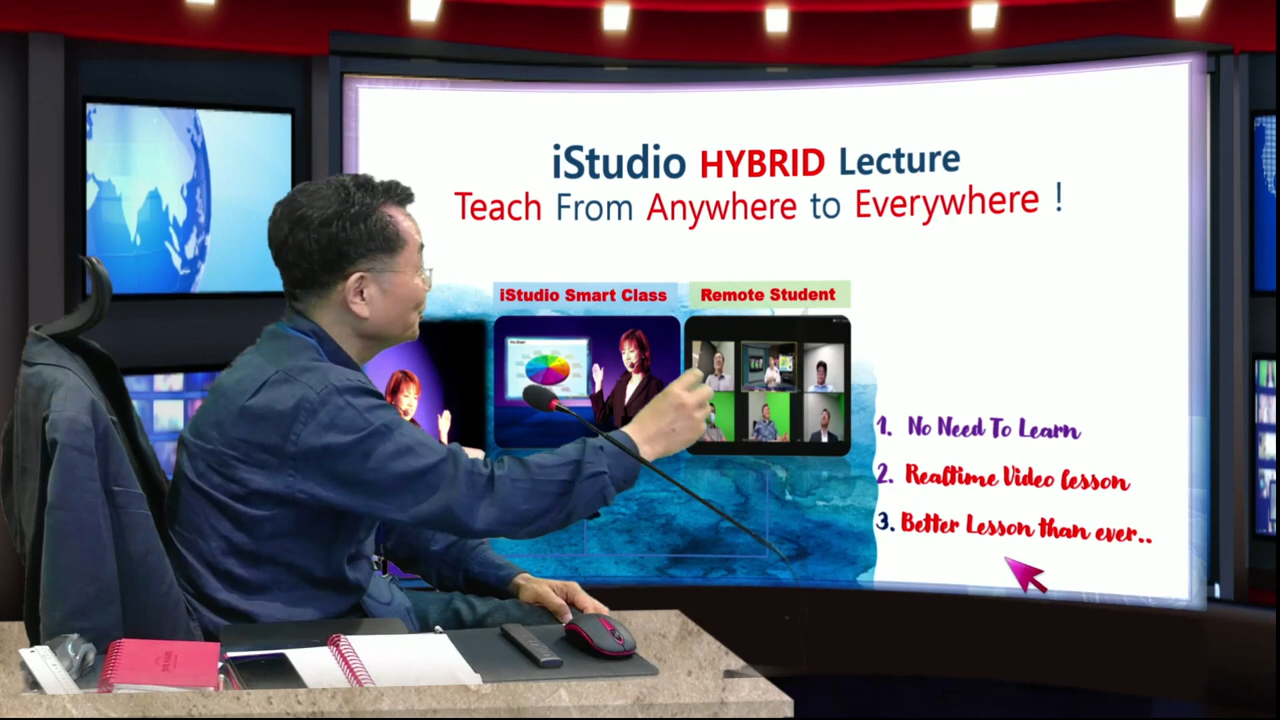 iStudio HYBRID Lecture
Teach From Anywhere to Everywhere !
iStudio Smart Class
Remote Student
1. No Need To Learn
2. Realtime Video lesson
3. Better Lesson than ever..